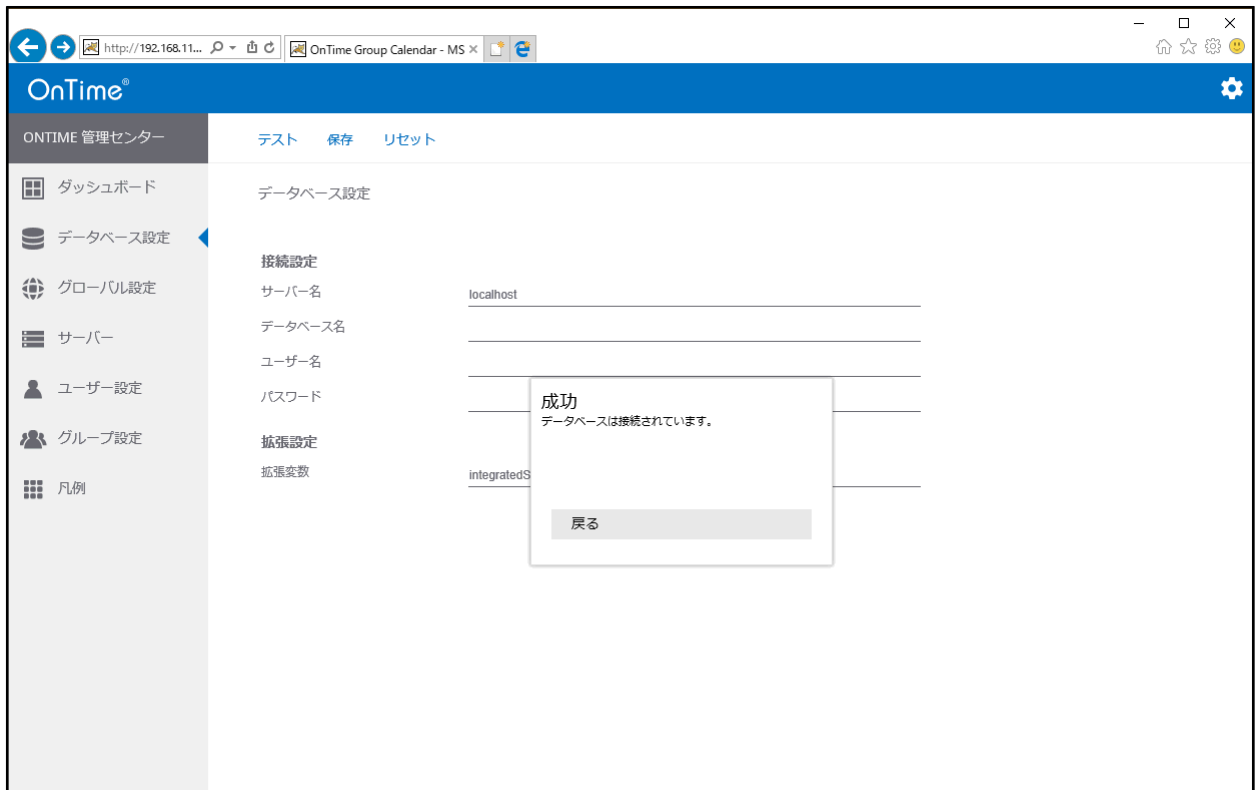 http://192.168.11...
OnTime Group Calendar - MS
OnTime®
ONTIME 管理センター
テスト 保存 リセット
ダッシュボード
データベース設定
グローバル設定
サーバー
ユーザー設定
グループ設定
凡例
データベース設定
接続設定
サーバー名 localhost
データベース名
ユーザー名
パスワード
拡張設定
拡張変数 integratedS
成功
データベースは接続されています。
戻る